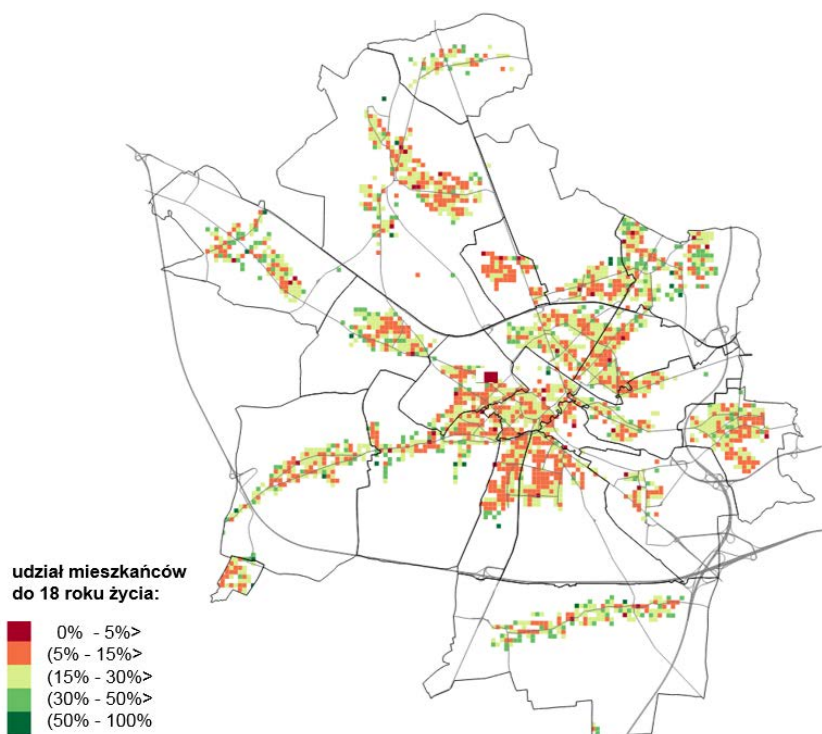 udział mieszkańców
do 18 roku życia:
0% - 5%>
(5% - 15%>
(15% - 30%>
(30% - 50%>
(50% - 100%